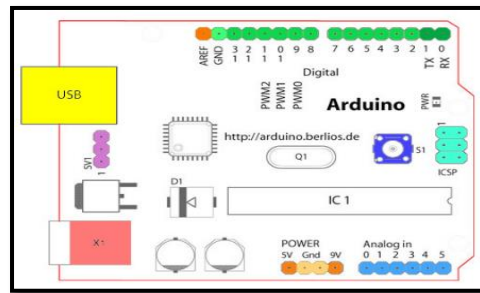 AREF
GND
13
12
11
10
9
8
7
6
5
4
3
2
1
0
TX
RX
Digital
PWM2
PWM1
PWM0
Arduino
PWR
USB
http://arduino.berlios.de
Q1
S1
1
ICSP
SV1
1
D1
IC 1
X1
POWER
5V Gnd 9V
Analog in
0 1 2 3 4 5